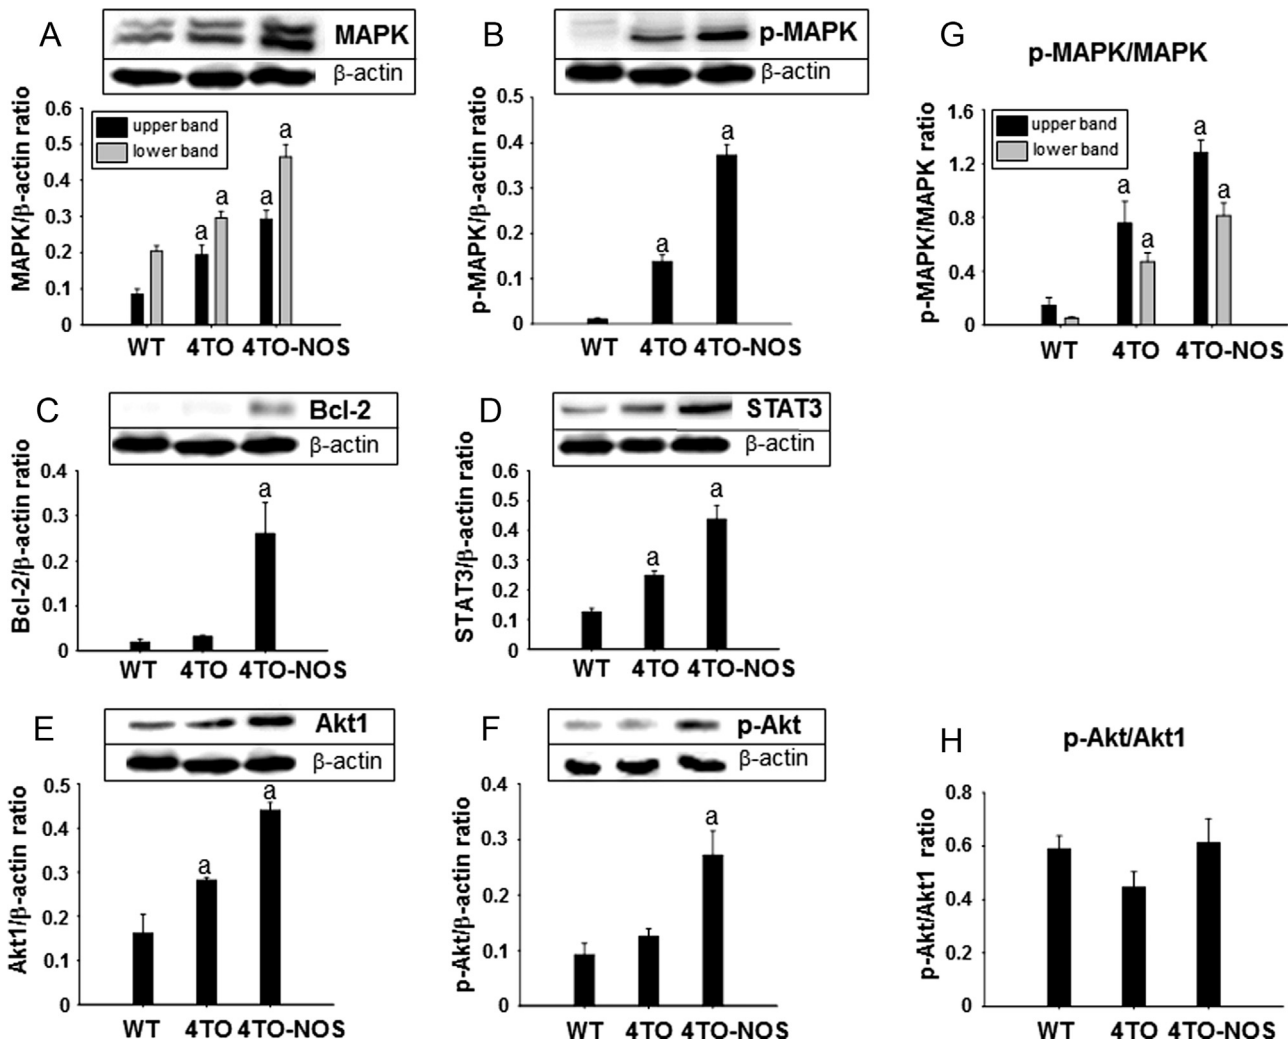 A
MAPK
β-actin
MAPK/β-actin ratio
0.6
0.5
0.4
0.3
0.2
0.1
0
upper band
lower band
a
a
a
a
WT 4TO 4TO-NOS
B
p-MAPK
β-actin
p-MAPK/β-actin ratio
0.5
0.4
0.3
0.2
0.1
0
a
a
WT 4TO 4TO-NOS
G
p-MAPK/MAPK
p-MAPK/MAPK ratio
1.6
1.2
0.8
0.4
0
upper band
lower band
a
a
a
a
WT 4TO 4TO-NOS
C
Bcl-2
β-actin
Bcl-2/β-actin ratio
0.4
0.3
0.2
0.1
0
a
WT 4TO 4TO-NOS
D
STAT3
β-actin
STAT3/β-actin ratio
0.6
0.5
0.4
0.3
0.2
0.1
0
a
a
WT 4TO 4TO-NOS
E
Akt1
β-actin
Akt1/β-actin ratio
0.5
0.4
0.3
0.2
0.1
0
a
a
WT 4TO 4TO-NOS
F
p-Akt
β-actin
p-Akt/β-actin ratio
0.4
0.3
0.2
0.1
0
a
WT 4TO 4TO-NOS
H
p-Akt/Akt1
p-Akt/Akt1 ratio
0.8
0.6
0.4
0.2
0
WT 4TO 4TO-NOS